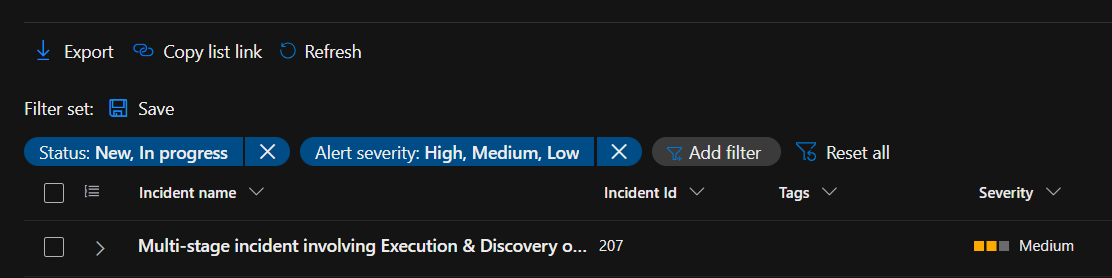 Export Copy list link Refresh
Filter set: Save
Status: New, In progress Alert severity: High, Medium, Low Add filter Reset all
Incident name Incident Id Tags Severity
Multi-stage incident involving Execution & Discovery o... 207 Medium